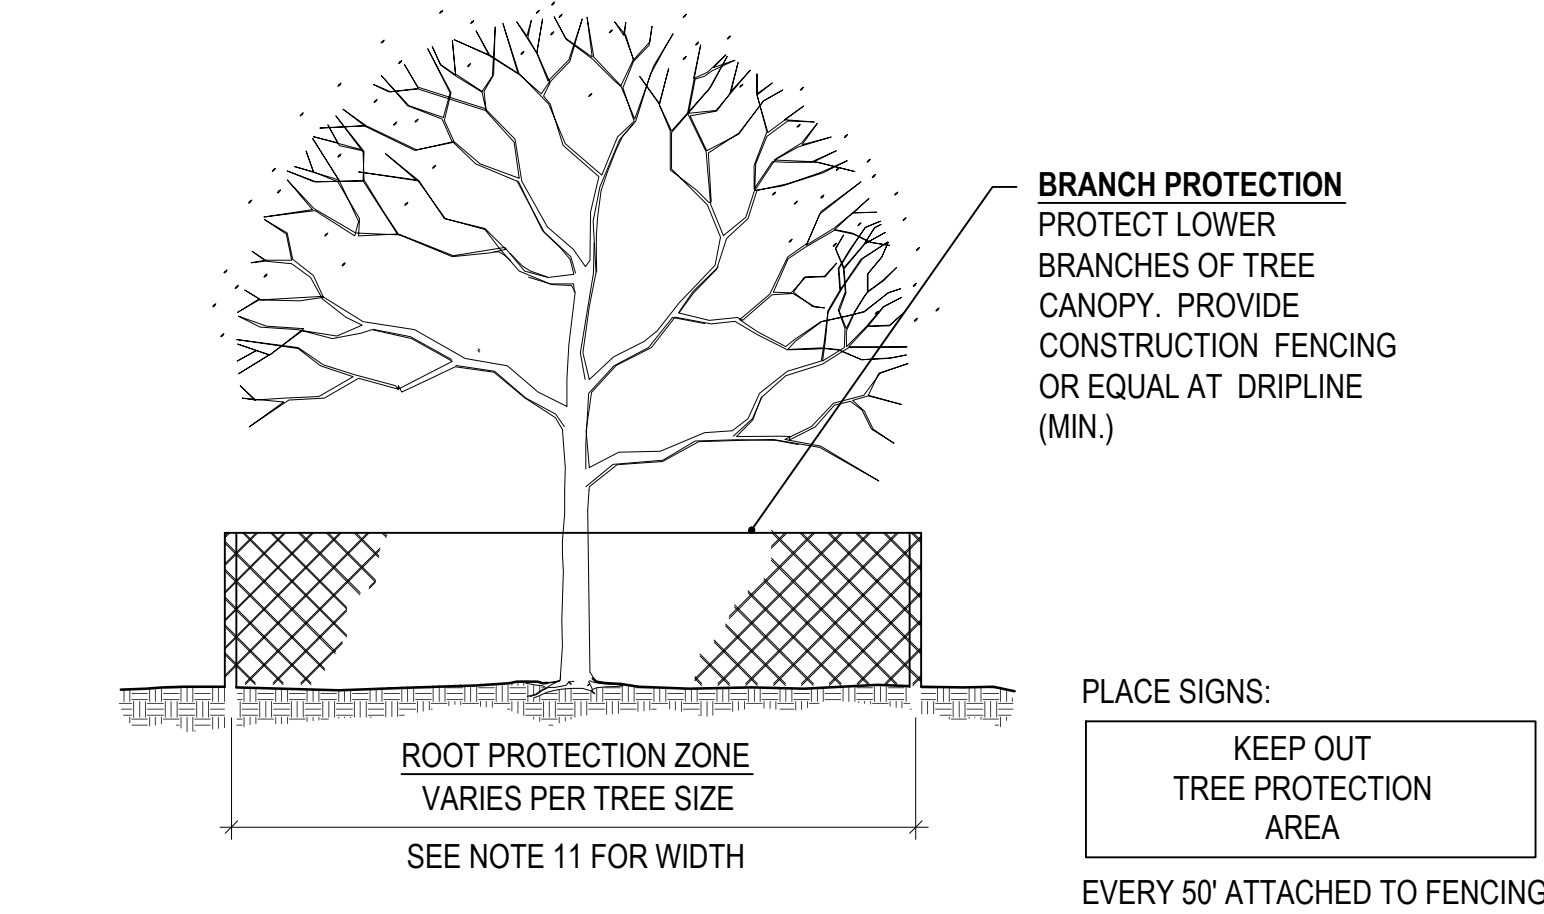 BRANCH PROTECTION
PROTECT LOWER
BRANCHES OF TREE
CANOPY. PROVIDE
CONSTRUCTION FENCING
OR EQUAL AT DRIPLINE
(MIN.)
PLACE SIGNS:
KEEP OUT
TREE PROTECTION
AREA
EVERY 50' ATTACHED TO FENCING
ROOT PROTECTION ZONE
VARIES PER TREE SIZE
SEE NOTE 11 FOR WIDTH